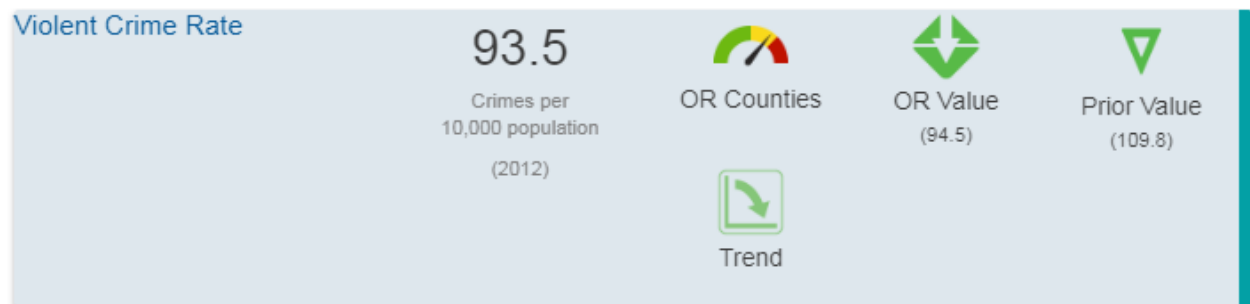 Violent Crime Rate
93.5
Crimes per
10,000 population
(2012)
OR Counties
OR Value
(94.5)
Prior Value
(109.8)
Trend